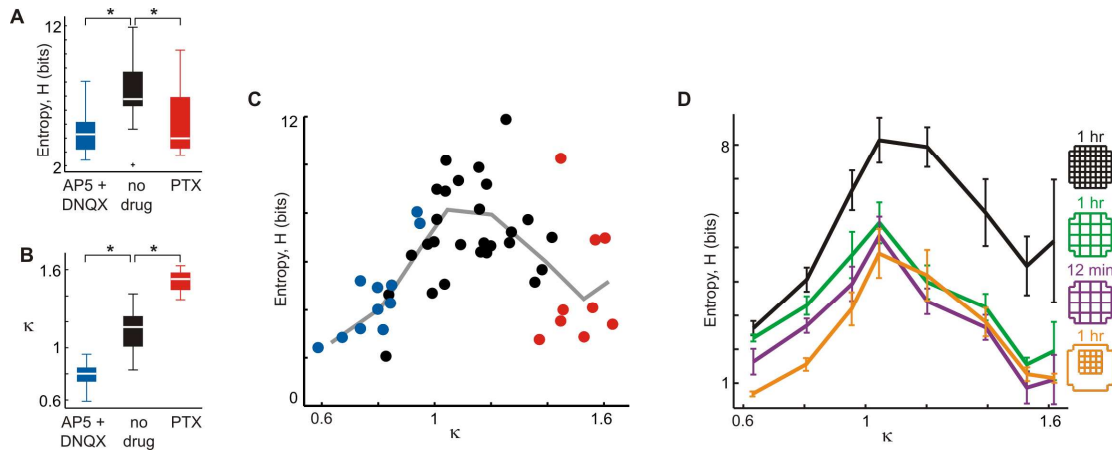 A
*
*
12
Entropy, H (bits)
2
AP5 +
DNQX
no
drug
PTX
B
*
*
1.6
κ
1
0.6
AP5 +
DNQX
no
drug
PTX
C
12
Entropy, H (bits)
0
0.6
1
1.6
κ
D
8
Entropy, H (bits)
1
0.6
κ
1.6
1 hr
1 hr
12 min
1 hr